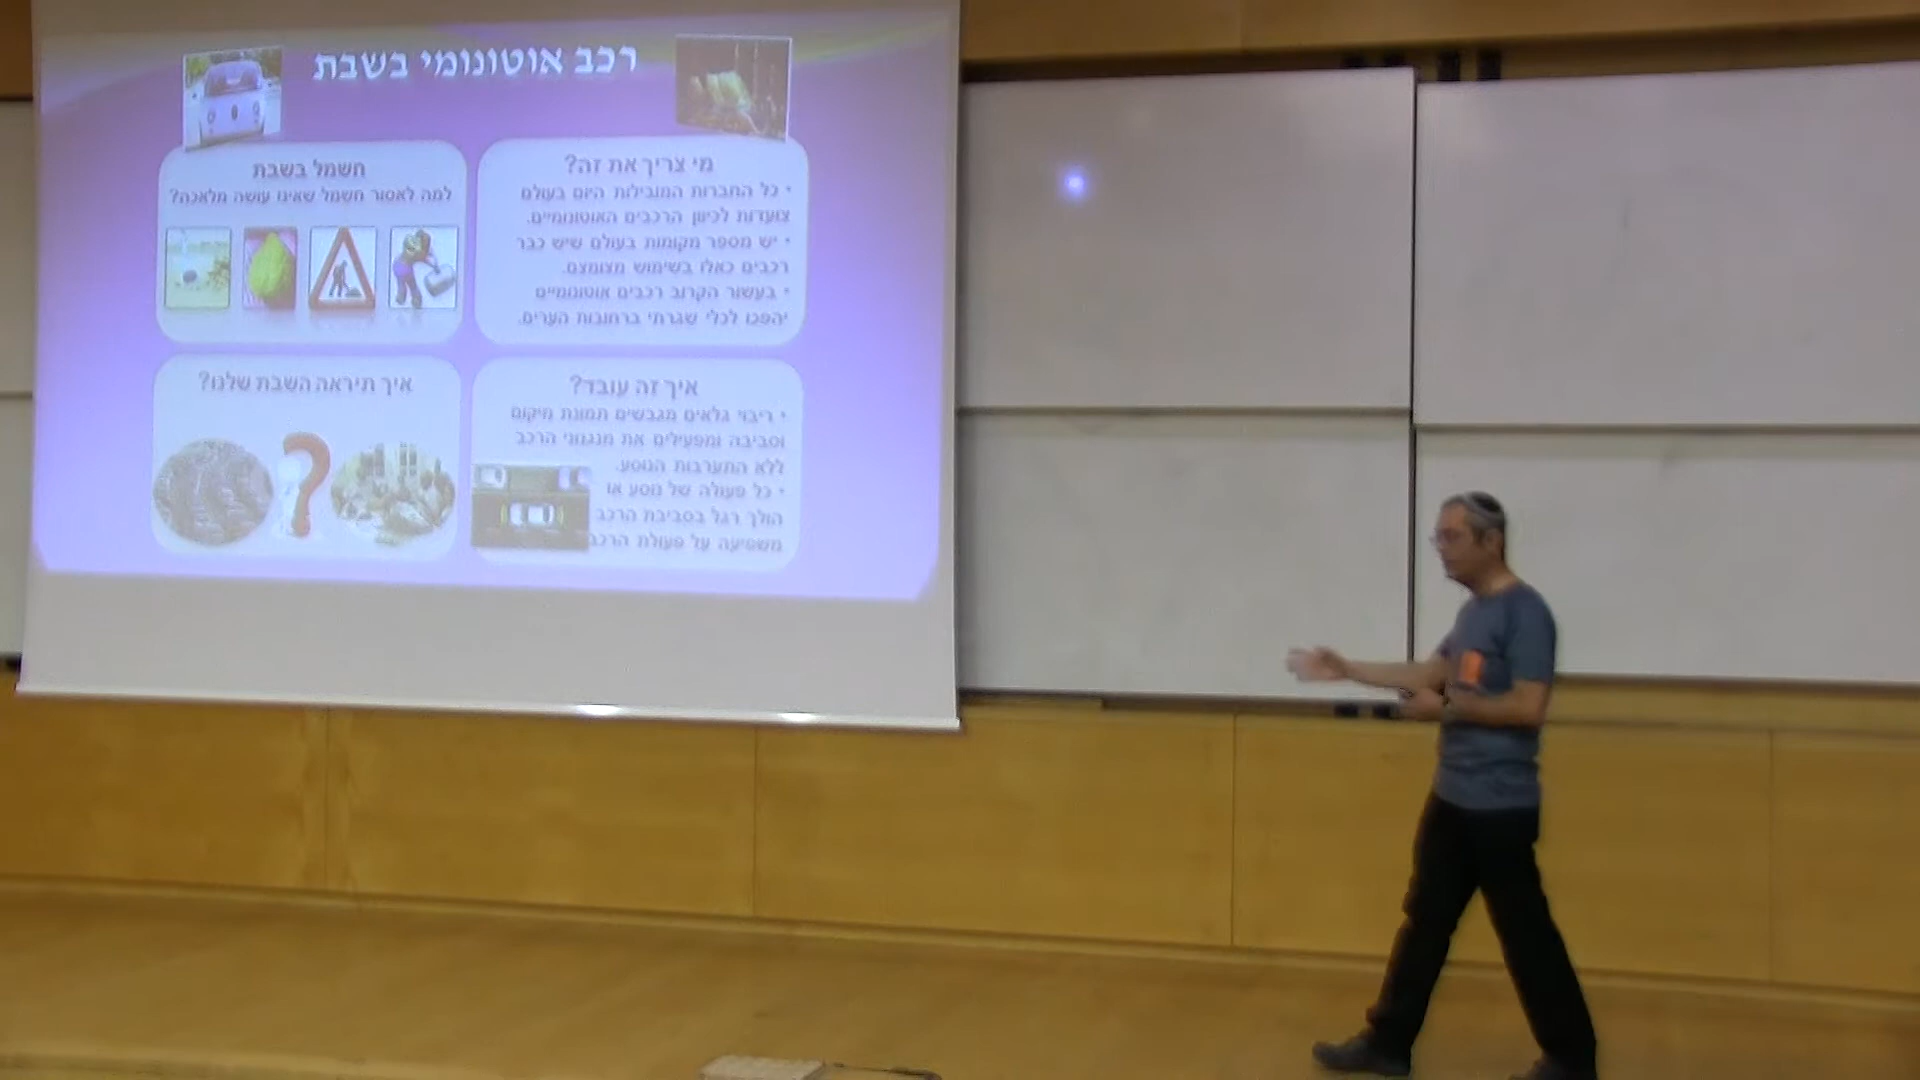 רכב אוטונומי בשבת
מי צריך את זה?
• כל החברות המובילות היום בעולם
צועדות לכיוון הרכבים האוטונומיים.
• יש מספר מקומות בעולם שיש כבר
רכבים כאלו בשימוש מצומצם.
• בעשור הקרוב רכבים אוטונומיים
יהפכו לכלי שגרתי ברחובות הערים.
חשמל בשבת
למה לאסור חשמל שאינו עושה מלאכה?
איך זה עובד?
• ריבוי גלאים מגבשים תמונת מיקום
וסביבה ומפעילים את מנגנוני הרכב
ללא התערבות הנוסע.
• כל פעולה של נוסע או
הולך רגל בסביבת הרכב
משפיעה על פעולת הרכב
איך תיראה השבת שלנו?